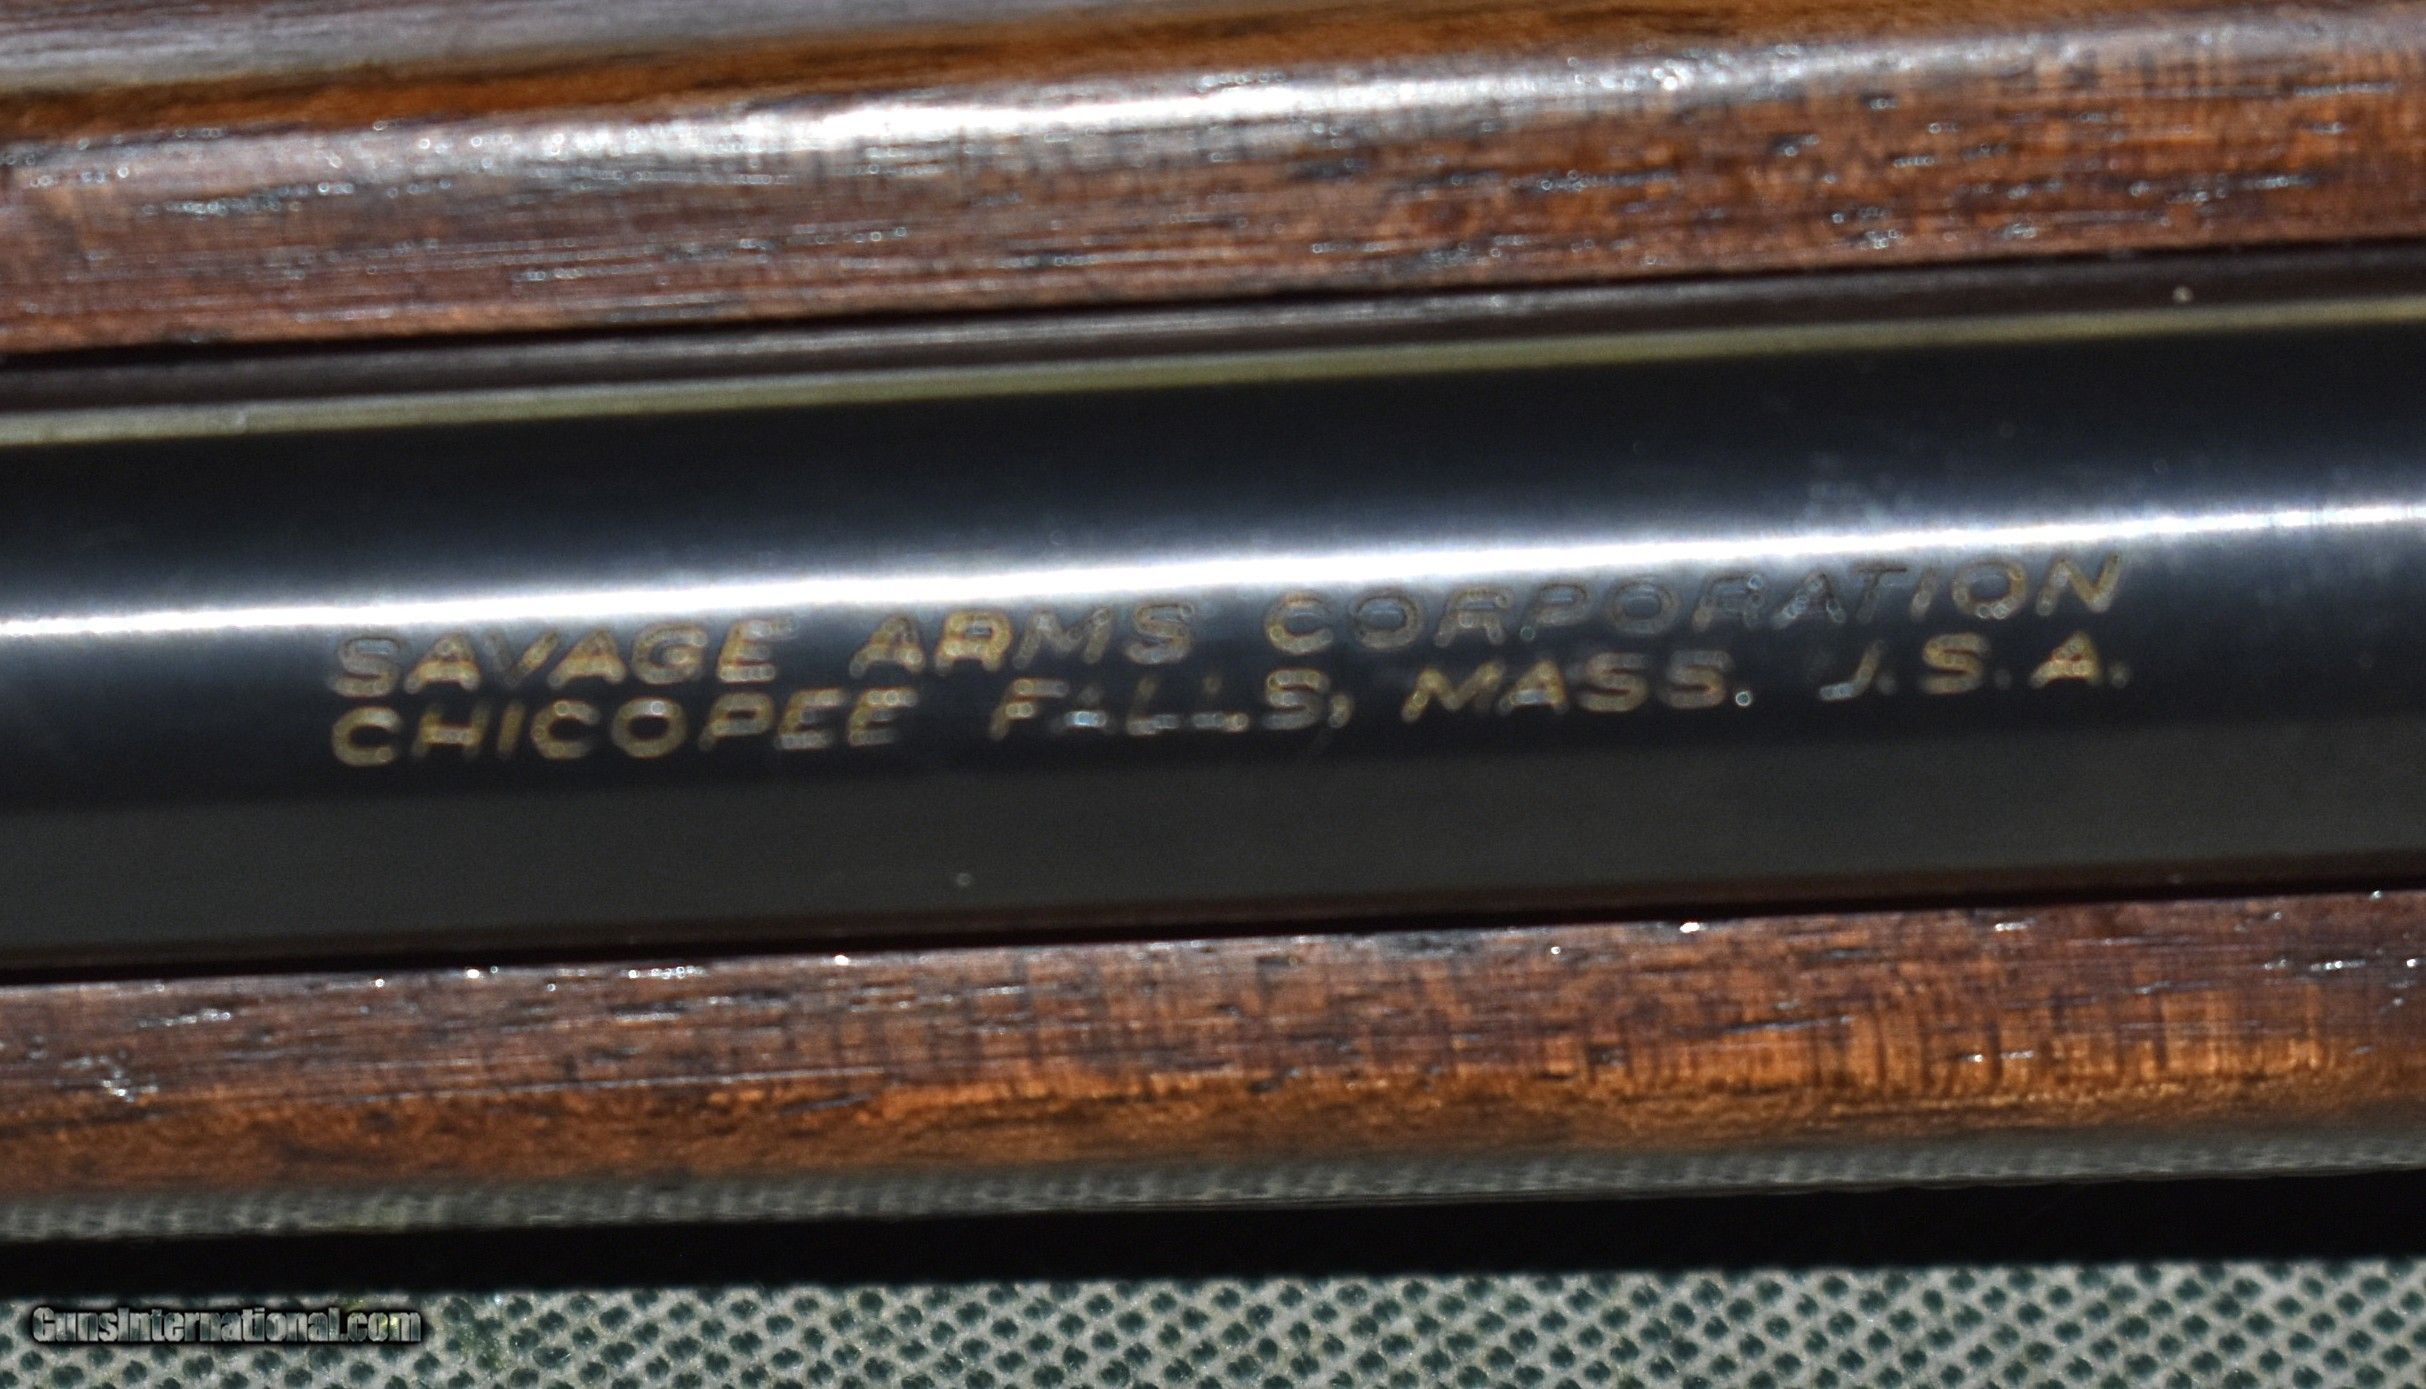 SAVAGE ARMS CORPORATION
CHICOPEE FALLS, MASS. U.S.A.
GunsInternational.com